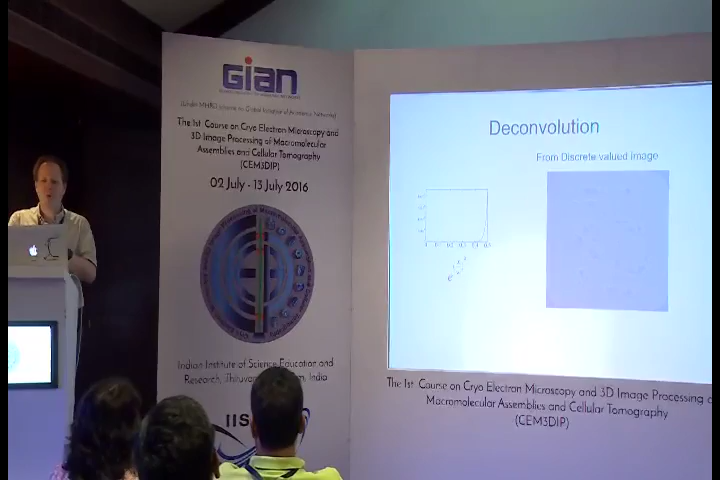 GIAN
The 1st Course on Cryo Electron Microscopy and
3D Image Processing of Macromolecular
Assemblies and Cellular Tomography
(CEM3DIP)
02 July - 13 July 2016
Indian Institute of Science Education and
Research, India
Deconvolution
From Discrete valued image
The 1st Course on Cryo Electron Microscopy and 3D Image Processing
Macromolecular Assemblies and Cellular Tomography
(CEM3DIP)